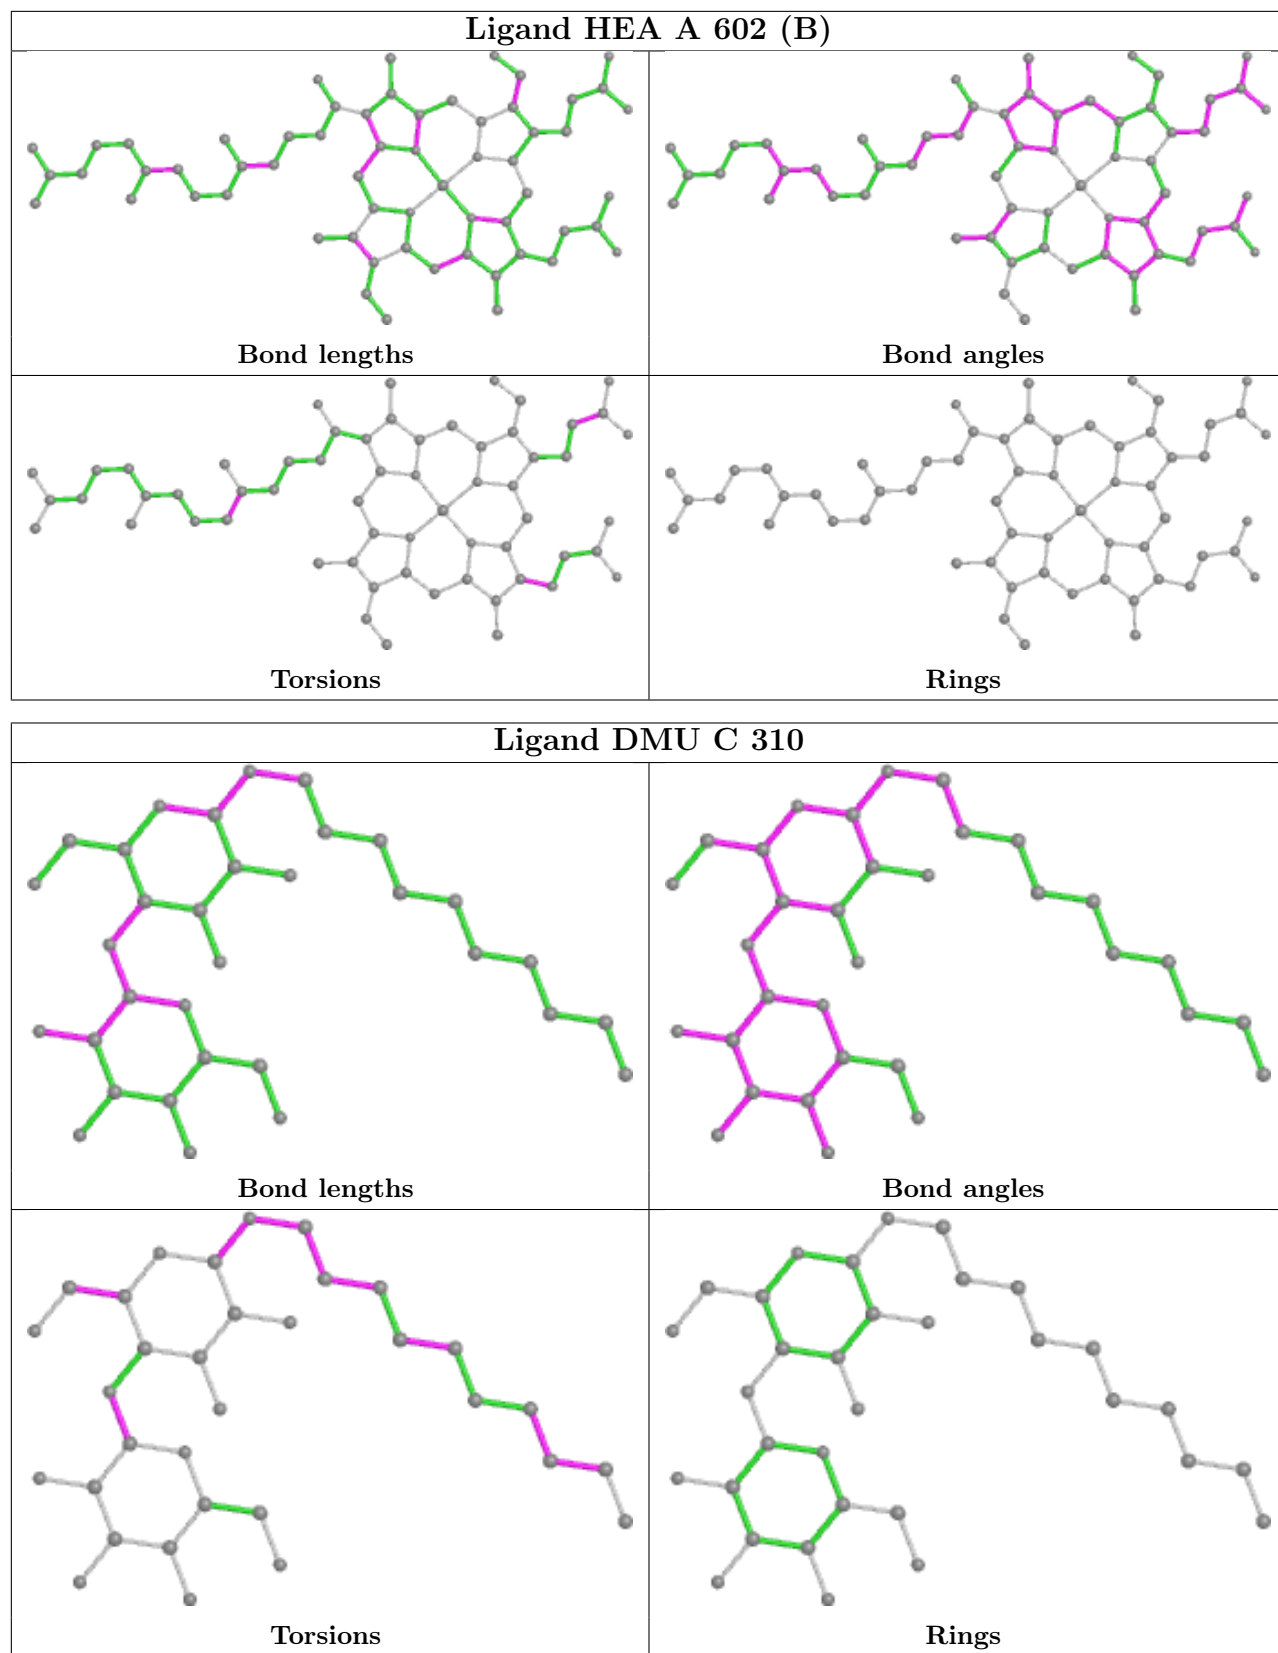 Ligand HEA A 602 (B)
Bond lengths
Bond angles
Torsions
Rings
Ligand DMU C 310
Bond lengths
Bond angles
Torsions
Rings